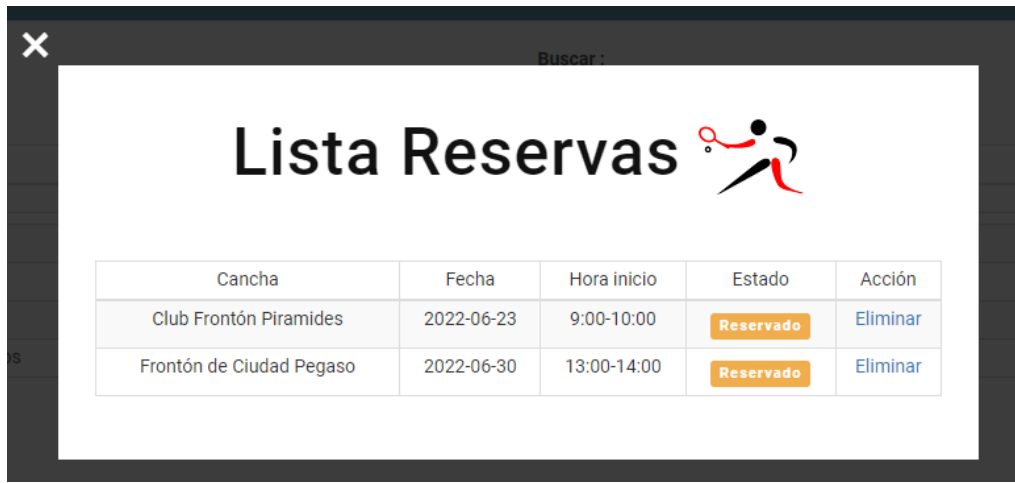 Buscar :
Lista Reservas
Cancha Fecha Hora inicio Estado Acción
Club Frontón Piramides 2022-06-23 9:00-10:00 Reservado Eliminar
os
Frontón de Ciudad Pegaso 2022-06-30 13:00-14:00 Reservado Eliminar